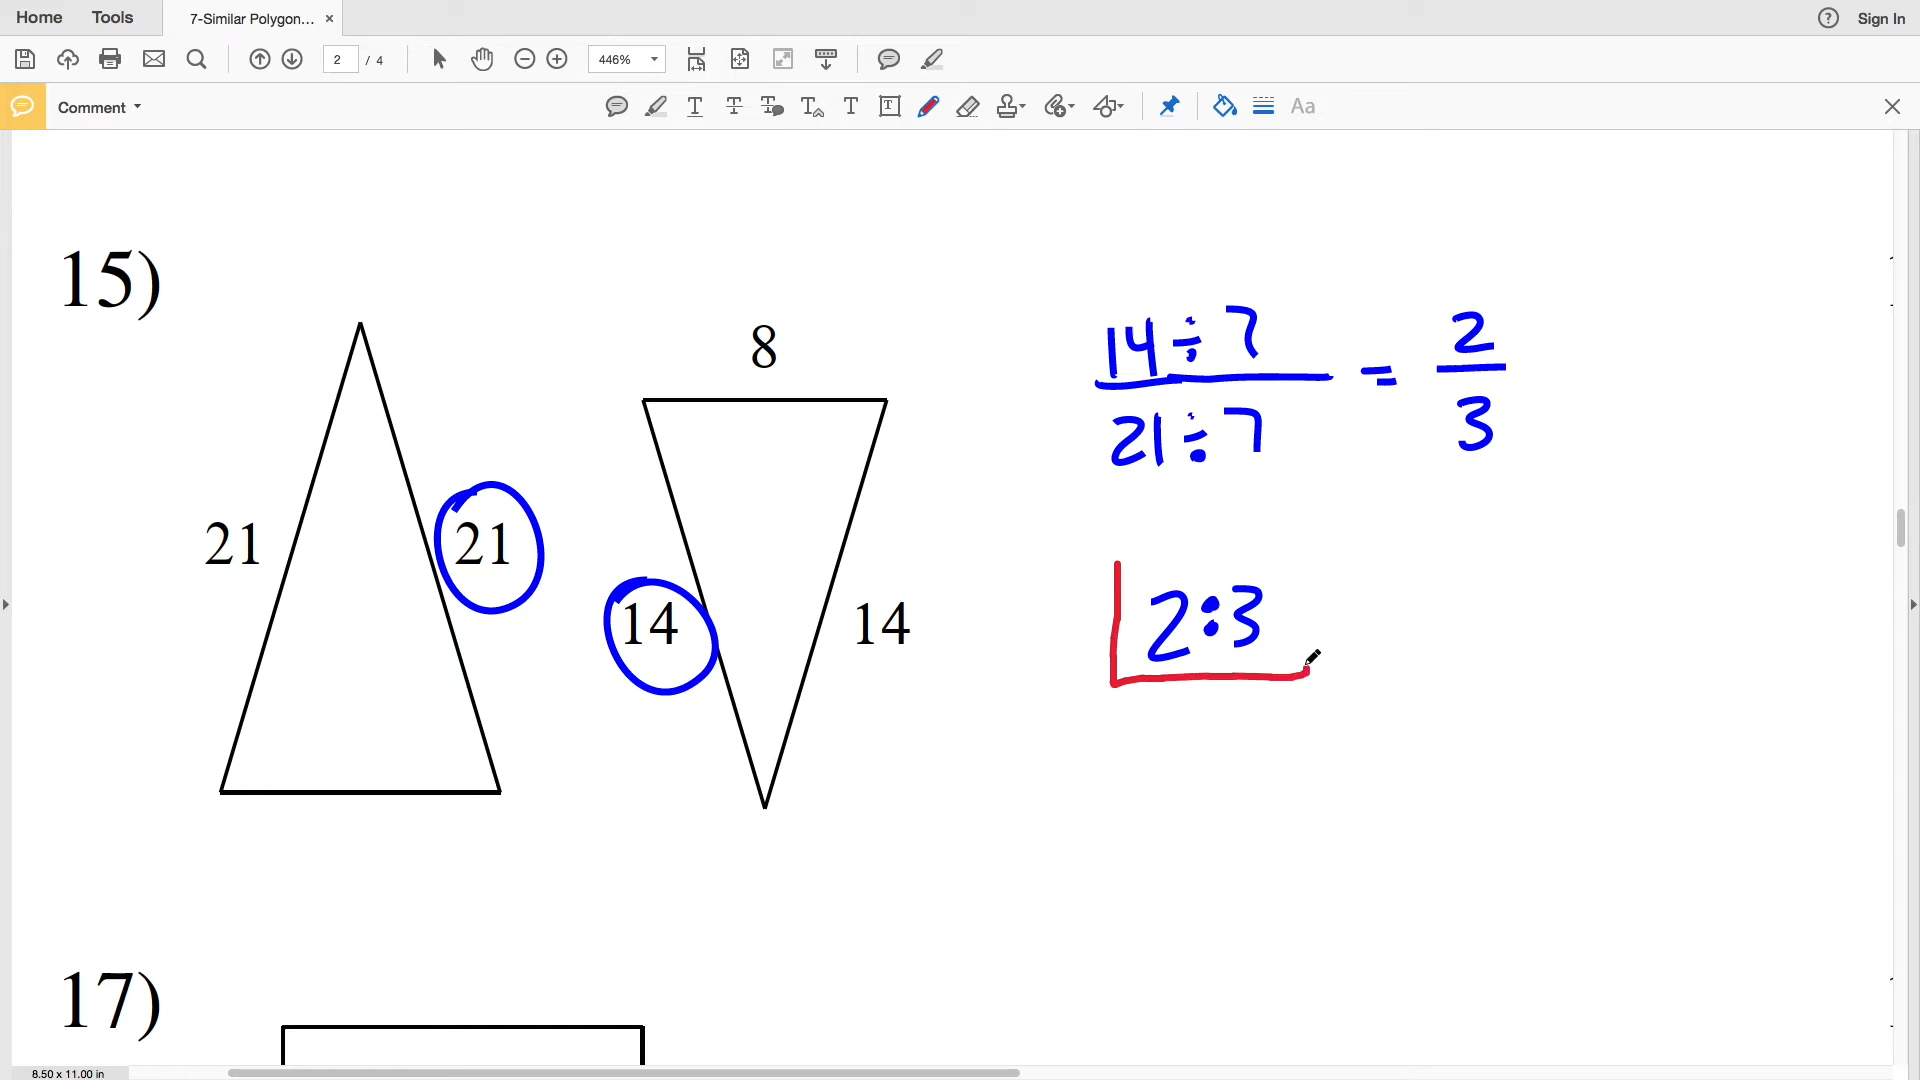 Home Tools 7-Similar Polygon... × ? Sign In
2 / 4 446%
Comment T T T T T T Aa
15)
8
14÷7 = 2
21÷7 3
21 21
14 14
2:3
17)
8.50 x 11.00 in